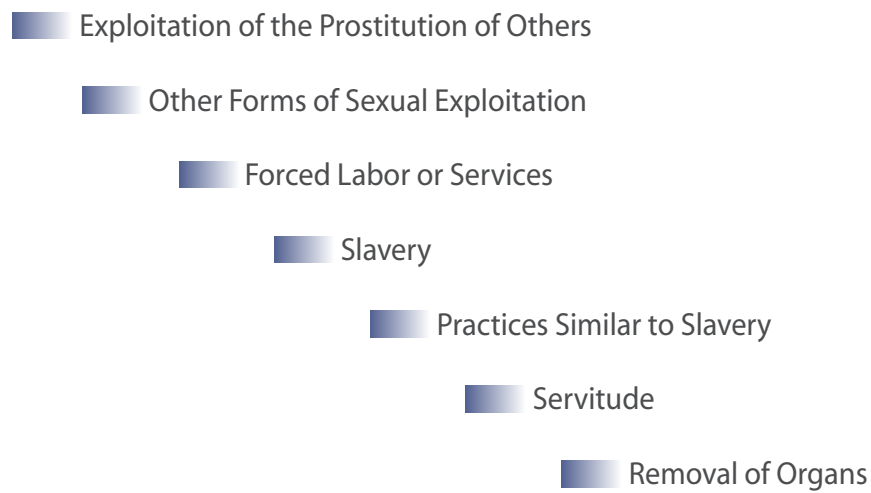 Exploitation of the Prostitution of Others
Other Forms of Sexual Exploitation
Forced Labor or Services
Slavery
Practices Similar to Slavery
Servitude
Removal of Organs